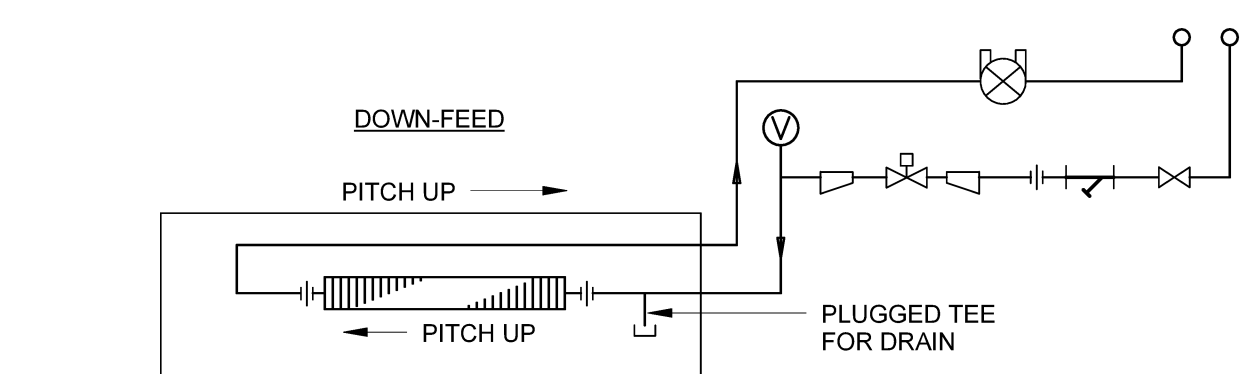 DOWN-FEED
V
PITCH UP
PITCH UP
PLUGGED TEE
FOR DRAIN